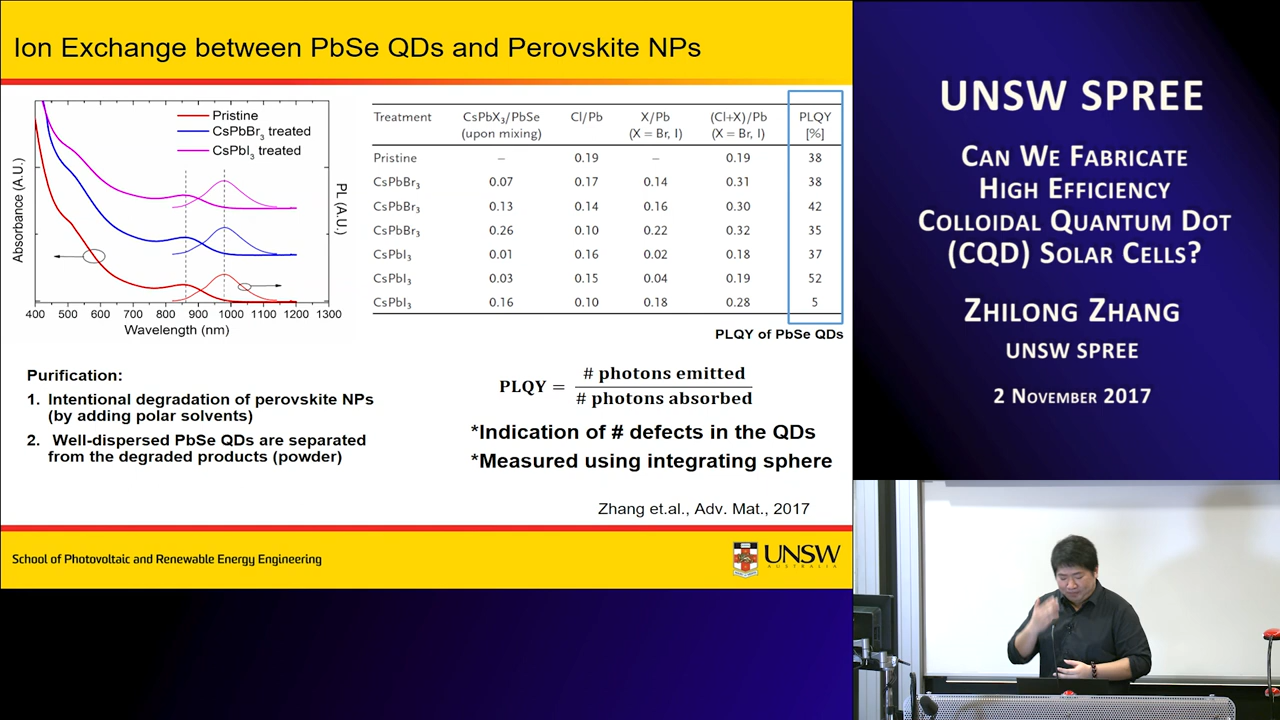 Ion Exchange between PbSe QDs and Perovskite NPs
Pristine
CsPbBr3 treated
CsPbI3 treated
Absorbance (A.U.)
PL (A.U.)
400 500 600 700 800 900 1000 1100 1200 1300
Wavelength (nm)
Treatment CsPbX3/PbSe (upon mixing) Cl/Pb X/Pb (X = Br, I) (Cl+X)/Pb (X = Br, I) PLQY [%]
Pristine – 0.19 – 0.19 38
CsPbBr3 0.07 0.17 0.14 0.31 38
CsPbBr3 0.13 0.14 0.16 0.30 42
CsPbBr3 0.26 0.10 0.22 0.32 35
CsPbI3 0.01 0.16 0.02 0.18 37
CsPbI3 0.03 0.15 0.04 0.19 52
CsPbI3 0.16 0.10 0.18 0.28 5
PLQY of PbSe QDs
Purification:
1. Intentional degradation of perovskite NPs
(by adding polar solvents)
2. Well-dispersed PbSe QDs are separated
from the degraded products (powder)
PLQY = # photons emitted
# photons absorbed
*Indication of # defects in the QDs
*Measured using integrating sphere
Zhang et.al., Adv. Mat., 2017
School of Photovoltaic and Renewable Energy Engineering
UNSW
AUSTRALIA
UNSW SPREE
CAN WE FABRICATE
HIGH EFFICIENCY
COLLOIDAL QUANTUM DOT
(CQD) SOLAR CELLS?
ZHILONG ZHANG
UNSW SPREE
2 NOVEMBER 2017